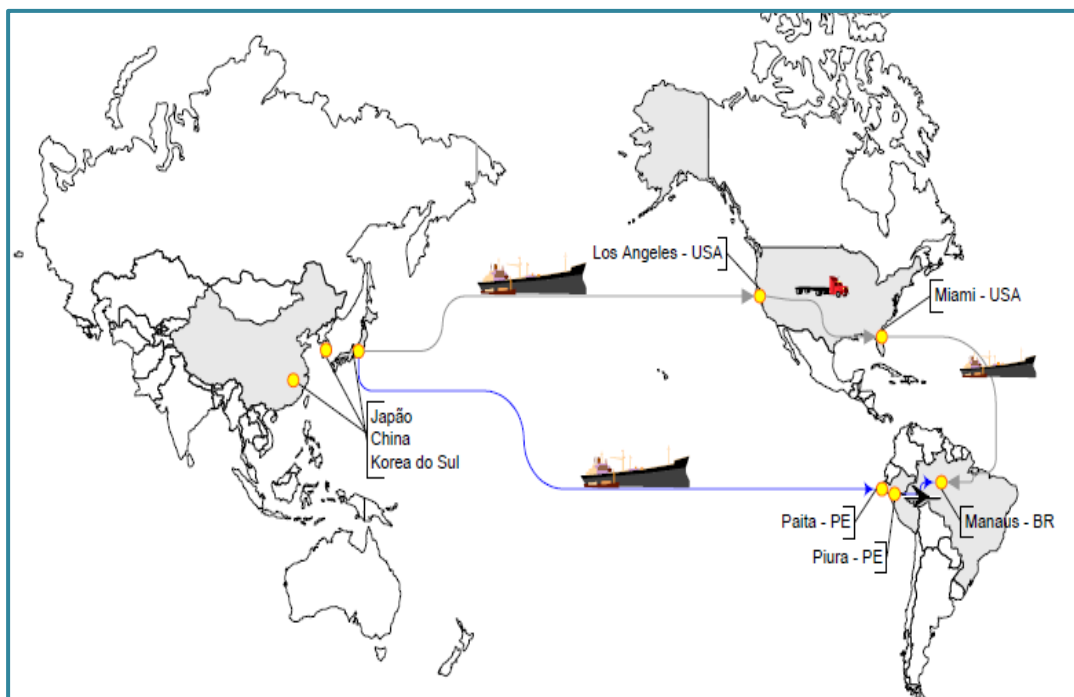 Los Angeles - USA
Miami - USA
Japão
China
Korea do Sul
Paita - PE
Manaus - BR
Piura - PE